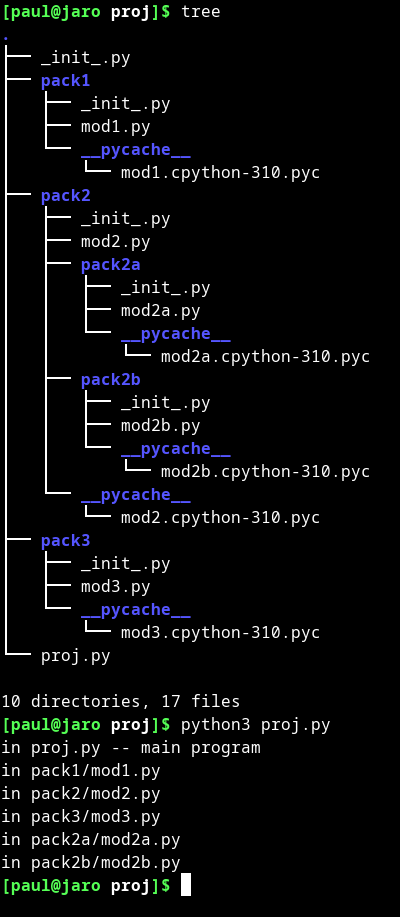 [paul@jaro proj]$ tree
.
├── _init_.py
├── pack1
│   ├── _init_.py
│   ├── mod1.py
│   └── __pycache__
│       └── mod1.cpython-310.pyc
├── pack2
│   ├── _init_.py
│   ├── mod2.py
│   ├── pack2a
│   │   ├── _init_.py
│   │   ├── mod2a.py
│   │   └── __pycache__
│   │       └── mod2a.cpython-310.pyc
│   ├── pack2b
│   │   ├── _init_.py
│   │   ├── mod2b.py
│   │   └── __pycache__
│   │       └── mod2b.cpython-310.pyc
│   └── __pycache__
│       └── mod2.cpython-310.pyc
├── pack3
│   ├── _init_.py
│   ├── mod3.py
│   └── __pycache__
│       └── mod3.cpython-310.pyc
└── proj.py

10 directories, 17 files
[paul@jaro proj]$ python3 proj.py
in proj.py -- main program
in pack1/mod1.py
in pack2/mod2.py
in pack3/mod3.py
in pack2a/mod2a.py
in pack2b/mod2b.py
[paul@jaro proj]$